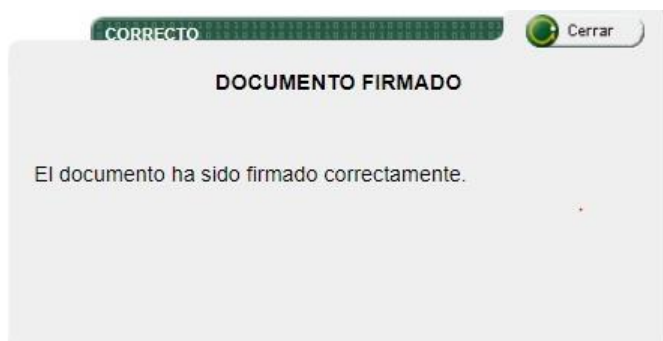 CORRECTO
Cerrar
DOCUMENTO FIRMADO
El documento ha sido firmado correctamente.